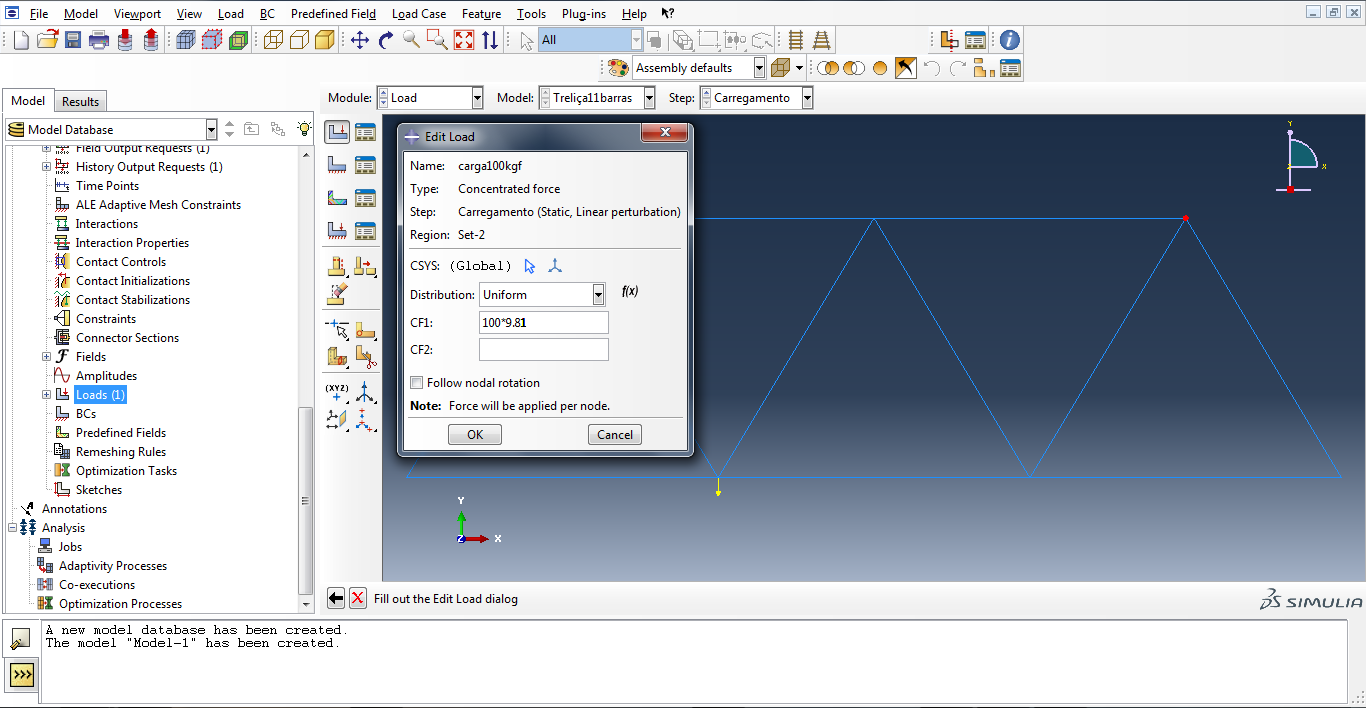 File Model Viewport View Load BC Predefined Field Load Case Feature Tools Plug-ins Help
All
Assembly defaults
Model Results
Module: Load Model: Treliça11barras Step: Carregamento
Model Database
Field Output Requests (1)
History Output Requests (1)
Time Points
ALE Adaptive Mesh Constraints
Interactions
Interaction Properties
Contact Controls
Contact Initializations
Contact Stabilizations
Constraints
Connector Sections
Fields
Amplitudes
Loads (1)
BCs
Predefined Fields
Remeshing Rules
Optimization Tasks
Sketches
Annotations
Analysis
Jobs
Adaptivity Processes
Co-executions
Optimization Processes
(XYZ)
Edit Load
Name: carga100kgf
Type: Concentrated force
Step: Carregamento (Static, Linear perturbation)
Region: Set-2
CSYS: (Global)
Distribution: Uniform f(x)
CF1: 100*9.81
CF2:
Follow nodal rotation
Note: Force will be applied per node.
OK Cancel
Y
X
Z
Y
X
Z
Fill out the Edit Load dialog
SIMULIA
A new model database has been created.
The model "Model-1" has been created.
>>>